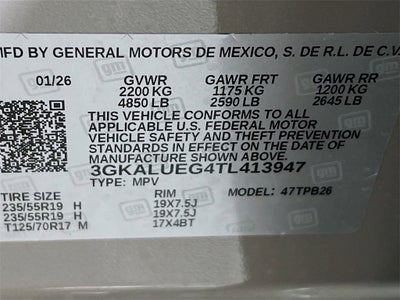 MFD BY GENERAL MOTORS DE MEXICO, S. DE R.L. DE C.V.
01/26 GVWR GAWR FRT GAWR RR
2200 KG 1175 KG 1200 KG
4850 LB 2590 LB 2645 LB
THIS VEHICLE CONFORMS TO ALL
APPLICABLE U.S. FEDERAL MOTOR
VEHICLE SAFETY AND THEFT PREVENTION
STANDARDS IN EFFECT ON THE DATE OF
MANUFACTURE SHOWN ABOVE.
3GKALUEG4TL413947
TYPE: MPV 47TPB26
TIRE SIZE RIM
235/55R19 H 19X7.5J
235/55R19 H 19X7.5J
T125/70R17 M 17X4BT
gm